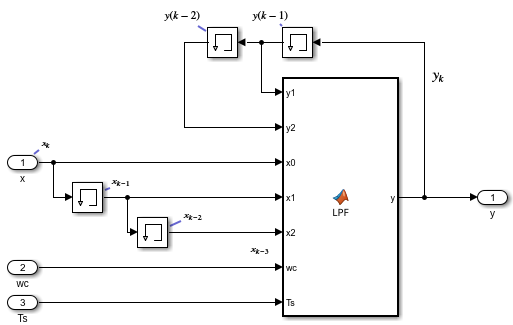 y(k − 2) y(k − 1)
y_k
y1
y2
x_k
1
x
x0
x_{k−1}
x1
y
1
y
LPF
x_{k−2}
x2
x_{k−3}
2
wc
wc
3
Ts
Ts